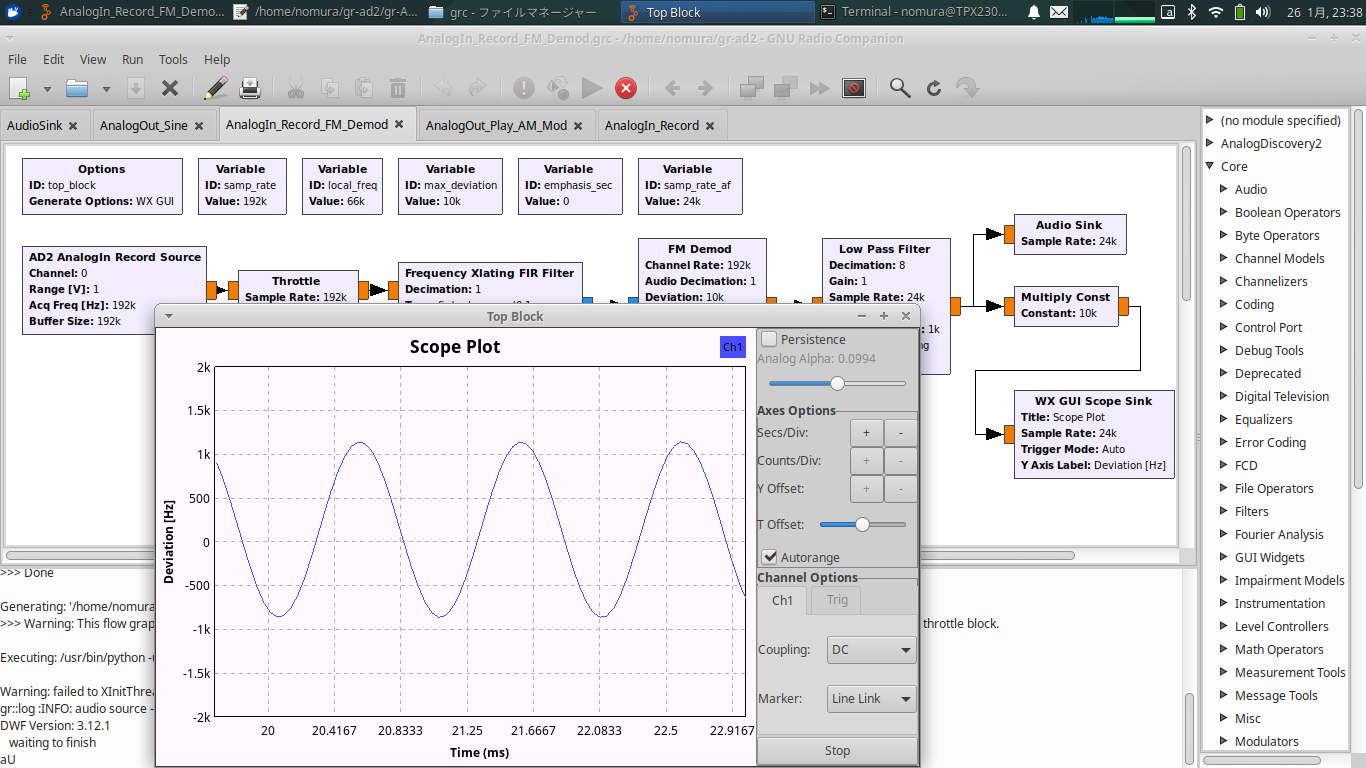 AnalogIn_Record_FM_Demo...
/home/nomura/gr-ad2/gr-A...
grc - ファイルマネージャー
Top Block
Terminal - nomura@TPX230...
26 1月, 23:38
AnalogIn_Record_FM_Demod.grc - /home/nomura/gr-ad2 - GNU Radio Companion
File Edit View Run Tools Help
AudioSink
AnalogOut_Sine
AnalogIn_Record_FM_Demod
AnalogOut_Play_AM_Mod
AnalogIn_Record
Options
ID: top_block
Generate Options: WX GUI
Variable
ID: samp_rate
Value: 192k
Variable
ID: local_freq
Value: 66k
Variable
ID: max_deviation
Value: 10k
Variable
ID: emphasis_sec
Value: 0
Variable
ID: samp_rate_af
Value: 24k
AD2 AnalogIn Record Source
Channel: 0
Range [V]: 1
Acq Freq [Hz]: 192k
Buffer Size: 192k
Throttle
Sample Rate: 192k
Frequency Xlating FIR Filter
Decimation: 1
FM Demod
Channel Rate: 192k
Audio Decimation: 1
Deviation: 10k
Low Pass Filter
Decimation: 8
Gain: 1
Sample Rate: 24k
: 1k
ng
Audio Sink
Sample Rate: 24k
Multiply Const
Constant: 10k
WX GUI Scope Sink
Title: Scope Plot
Sample Rate: 24k
Trigger Mode: Auto
Y Axis Label: Deviation [Hz]
Top Block
Scope Plot
Ch1
2k
1.5k
1k
500
0
-500
-1k
-1.5k
-2k
Deviation [Hz]
20 20.4167 20.8333 21.25 21.6667 22.0833 22.5 22.9167
Time (ms)
Persistence
Analog Alpha: 0.0994
Axes Options
Secs/Div: + -
Counts/Div: + -
Y Offset: + -
T Offset:
Autorange
Channel Options
Ch1 Trig
Coupling: DC
Marker: Line Link
Stop
>>> Done
Generating: '/home/nomura
>>> Warning: This flow grap
throttle block.
Executing: /usr/bin/python -u
Warning: failed to XInitThrea
gr::log :INFO: audio source -
DWF Version: 3.12.1
waiting to finish
aU
(no module specified)
AnalogDiscovery2
Core
Audio
Boolean Operators
Byte Operators
Channel Models
Channelizers
Coding
Control Port
Debug Tools
Deprecated
Digital Television
Equalizers
Error Coding
FCD
File Operators
Filters
Fourier Analysis
GUI Widgets
Impairment Models
Instrumentation
Level Controllers
Math Operators
Measurement Tools
Message Tools
Misc
Modulators